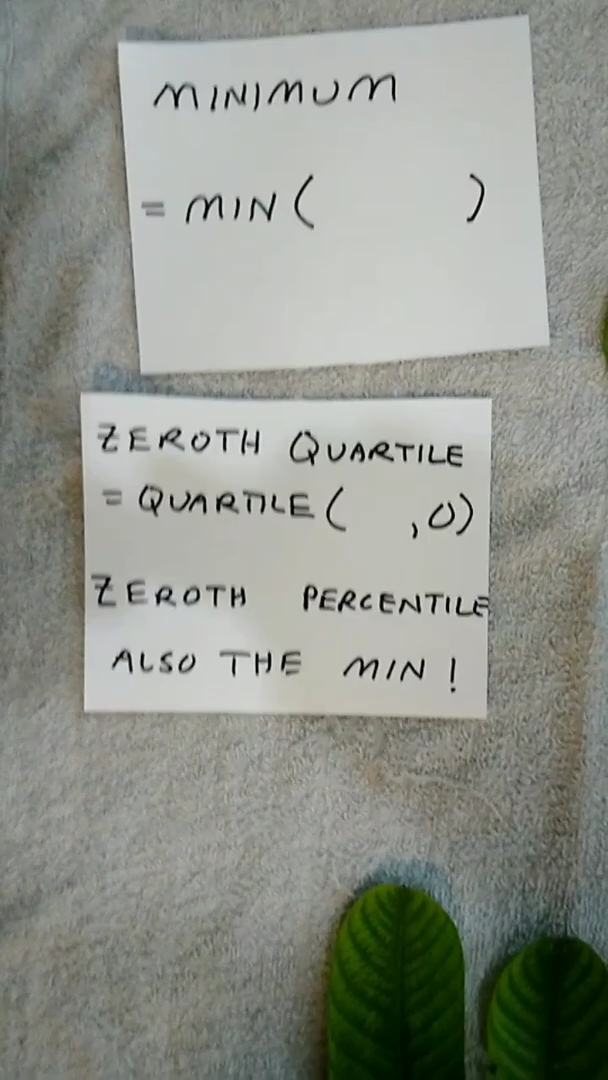 MINIMUM
= MIN( )
ZEROTH QUARTILE
= QUARTILE( ,0)
ZEROTH PERCENTILE
ALSO THE MIN!